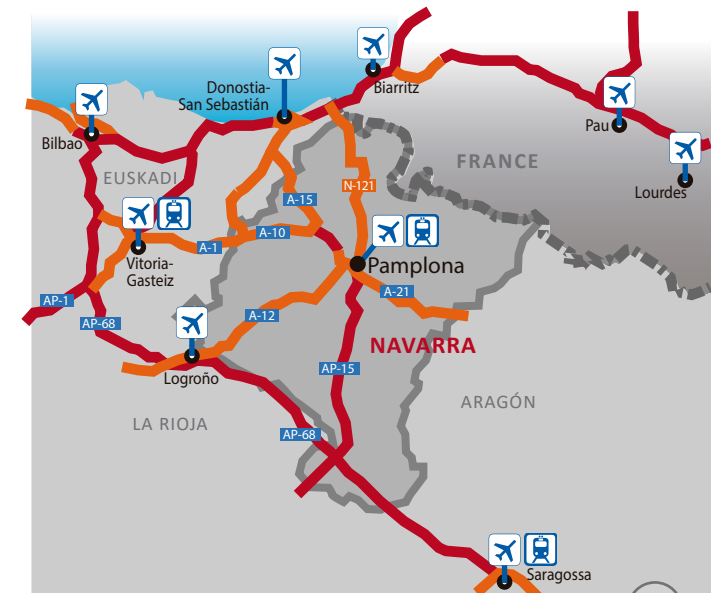 Donostia-
San Sebastián
Biarritz
Bilbao
Pau
FRANCE
EUSKADI
Lourdes
A-15
N-121
A-10
A-1
Vitoria-
Gasteiz
Pamplona
A-21
AP-1
AP-68
A-12
NAVARRA
Logroño
AP-15
ARAGÓN
LA RIOJA
AP-68
Saragossa